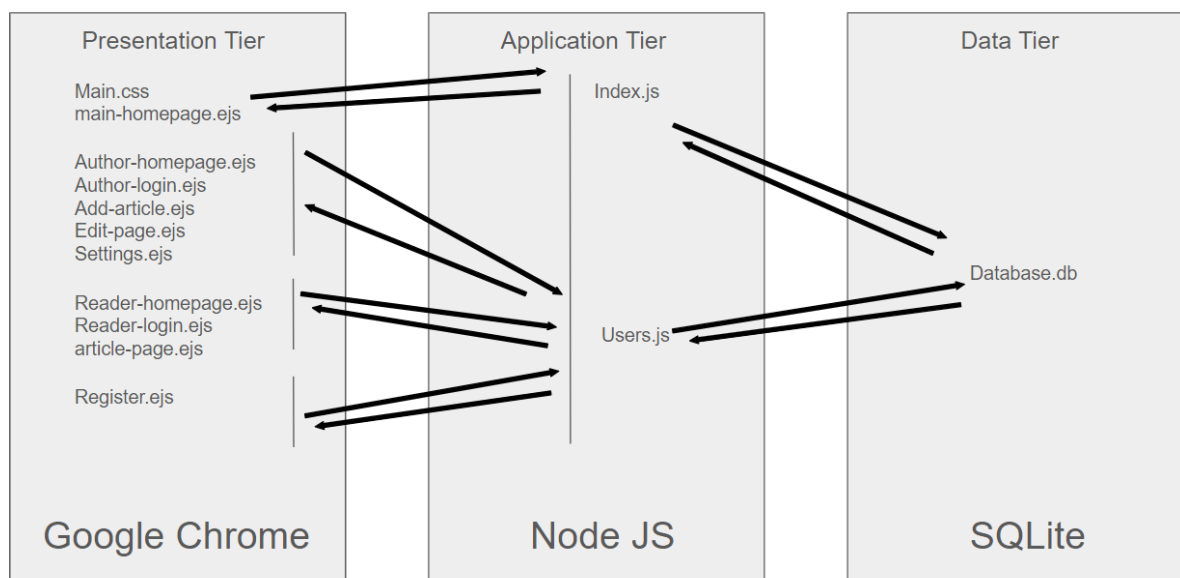 Presentation Tier
Main.css
main-homepage.ejs
Author-homepage.ejs
Author-login.ejs
Add-article.ejs
Edit-page.ejs
Settings.ejs
Reader-homepage.ejs
Reader-login.ejs
article-page.ejs
Register.ejs
Google Chrome
Application Tier
Index.js
Users.js
Node JS
Data Tier
Database.db
SQLite